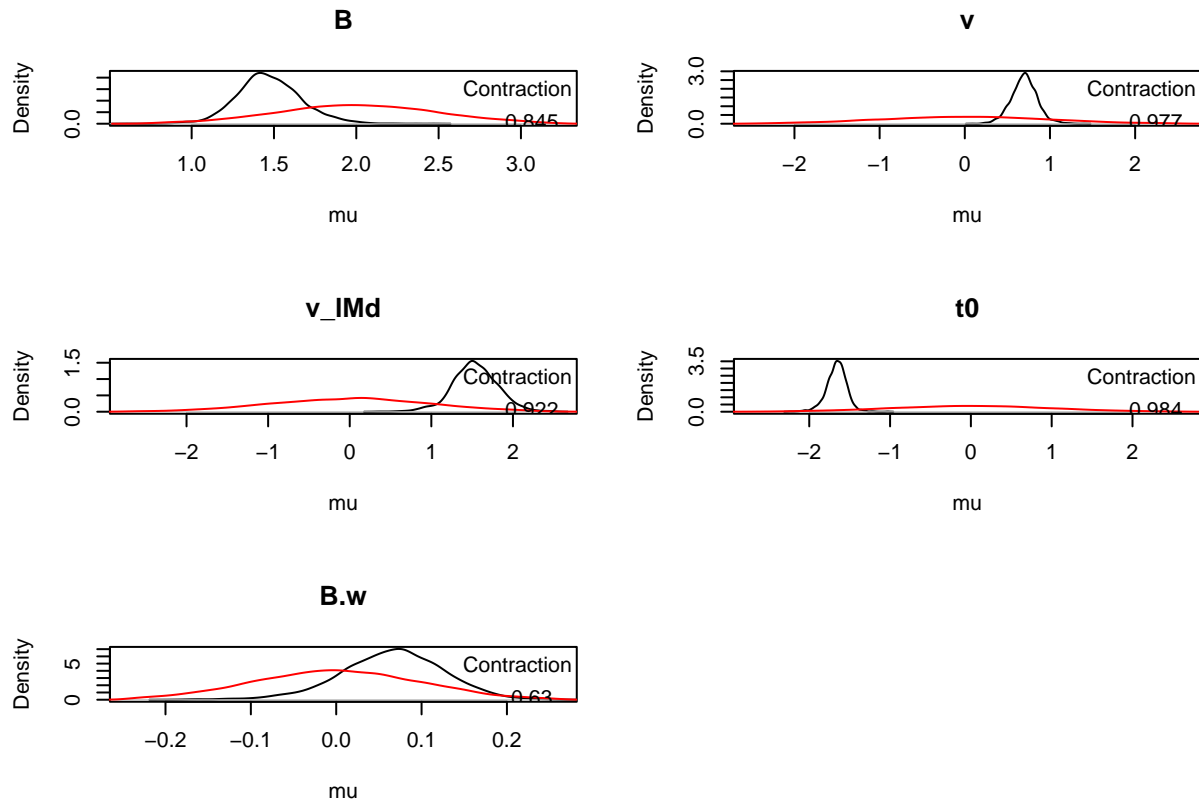 B
Density
0.0
Contraction
0.845
1.0 1.5 2.0 2.5 3.0
mu
v
Density
0.0 3.0
Contraction
0.977
−2 −1 0 1 2
mu
v_lMd
Density
0.0 1.5
Contraction
0.922
−2 −1 0 1 2
mu
t0
Density
0.0 3.5
Contraction
0.984
−2 −1 0 1 2
mu
B.w
Density
0 5
Contraction
0.63
−0.2 −0.1 0.0 0.1 0.2
mu